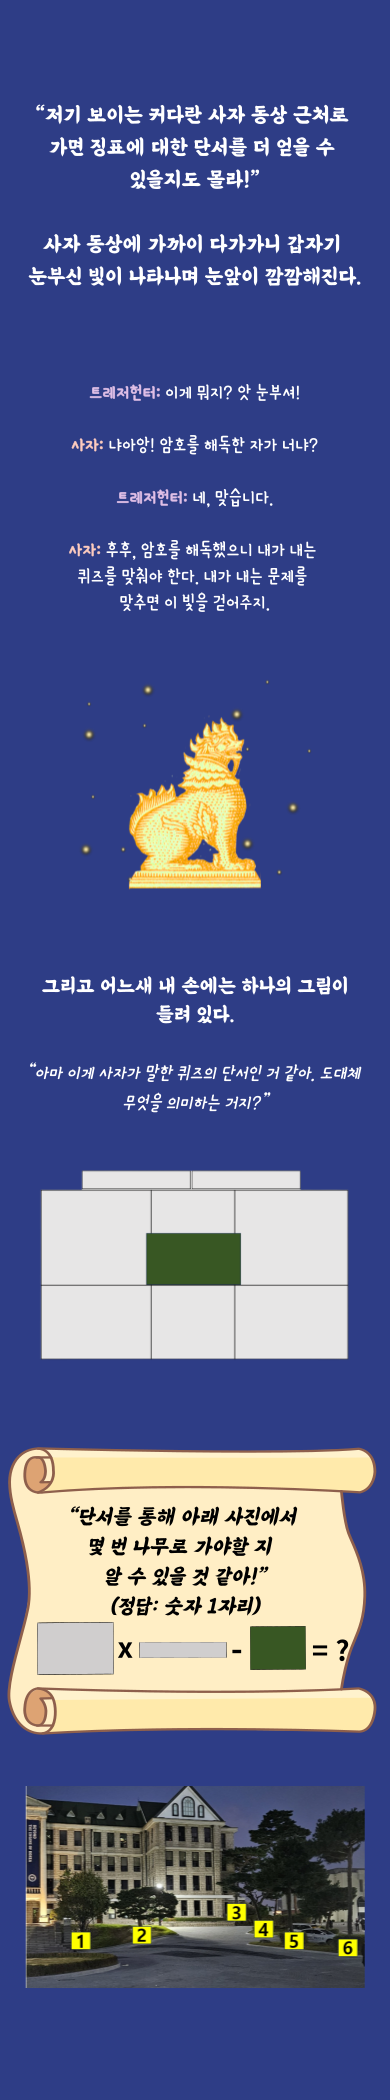 “저기 보이는 커다란 사자 동상 근처로
가면 징표에 대한 단서를 더 얻을 수
있을지도 몰라!”
사자 동상에 가까이 다가가니 갑자기
눈부신 빛이 나타나며 눈앞이 깜깜해진다.
트레저헌터: 이게 뭐지? 앗 눈부셔!
사자: 냐아앙! 암호를 해독한 자가 너냐?
트레저헌터: 네, 맞습니다.
사자: 후후, 암호를 해독했으니 내가 내는
퀴즈를 맞춰야 한다. 내가 내는 문제를
맞추면 이 빛을 걷어주지.
그리고 어느새 내 손에는 하나의 그림이
들려 있다.
“아마 이게 사자가 말한 퀴즈의 단서인 거 같아. 도대체
무엇을 의미하는 거지?”
“단서를 통해 아래 사진에서
몇 번 나무로 가야할 지
알 수 있을 것 같아!”
(정답: 숫자 1자리)
X - = ?
1 2 3 4 5 6